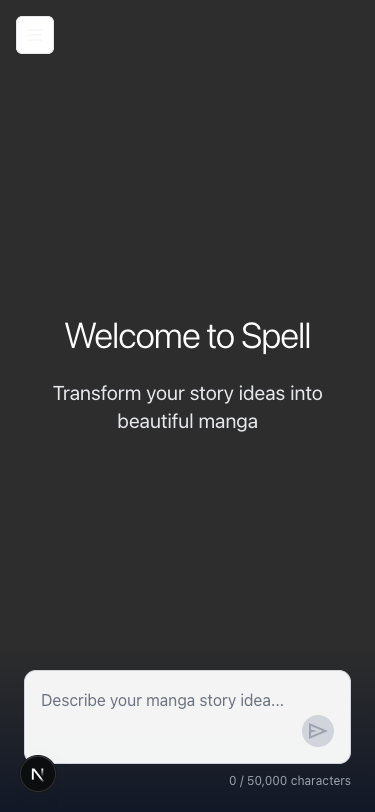 Welcome to Spell
Transform your story ideas into
beautiful manga
Describe your manga story idea...
N
0 / 50,000 characters